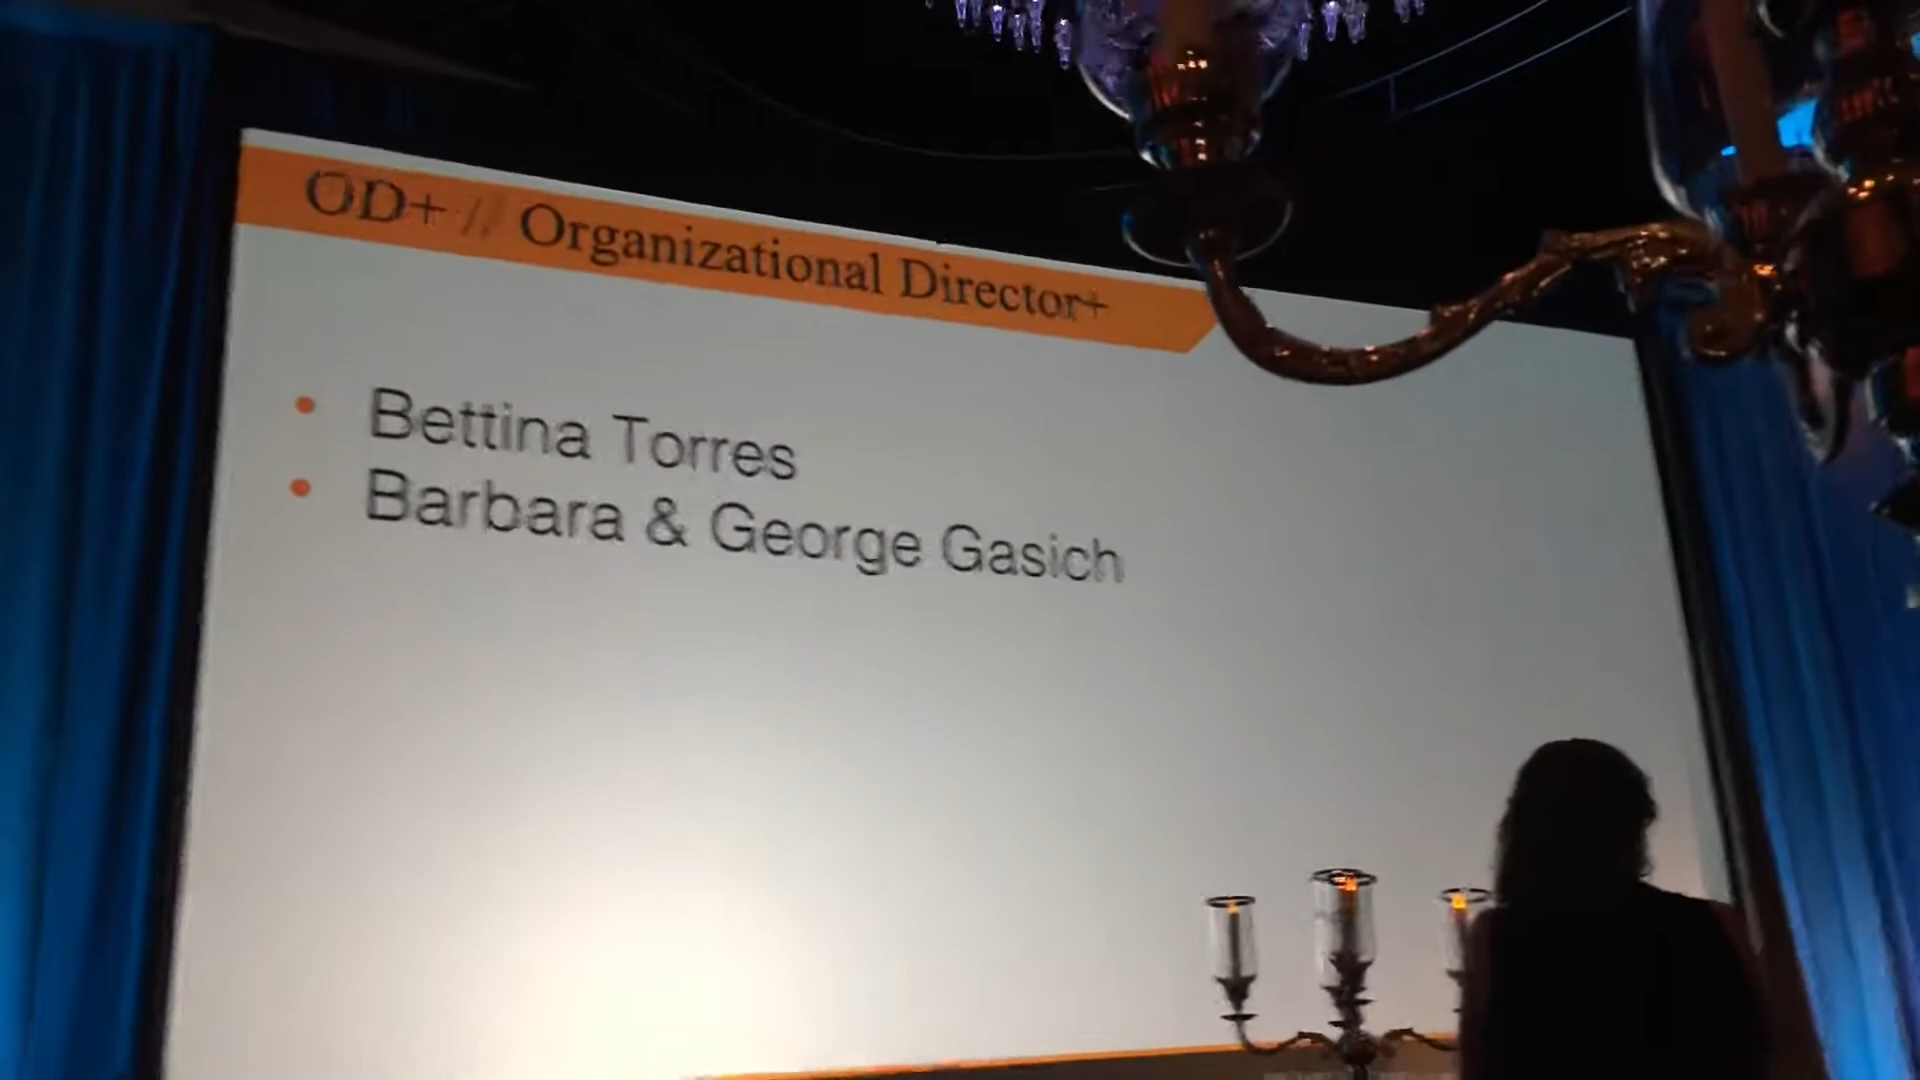 OD+ // Organizational Director+
• Bettina Torres
• Barbara & George Gasich